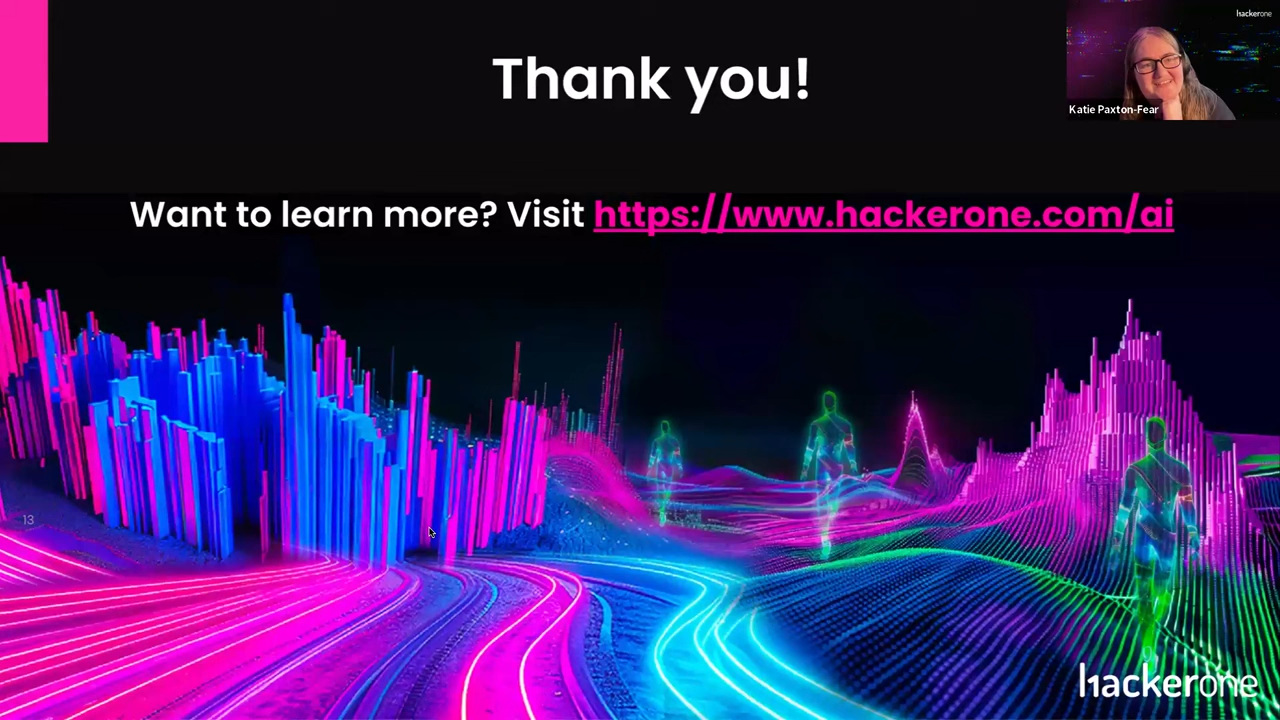 hackerone
Thank you!
Katie Paxton-Fear
Want to learn more? Visit https://www.hackerone.com/ai
13
hackerone